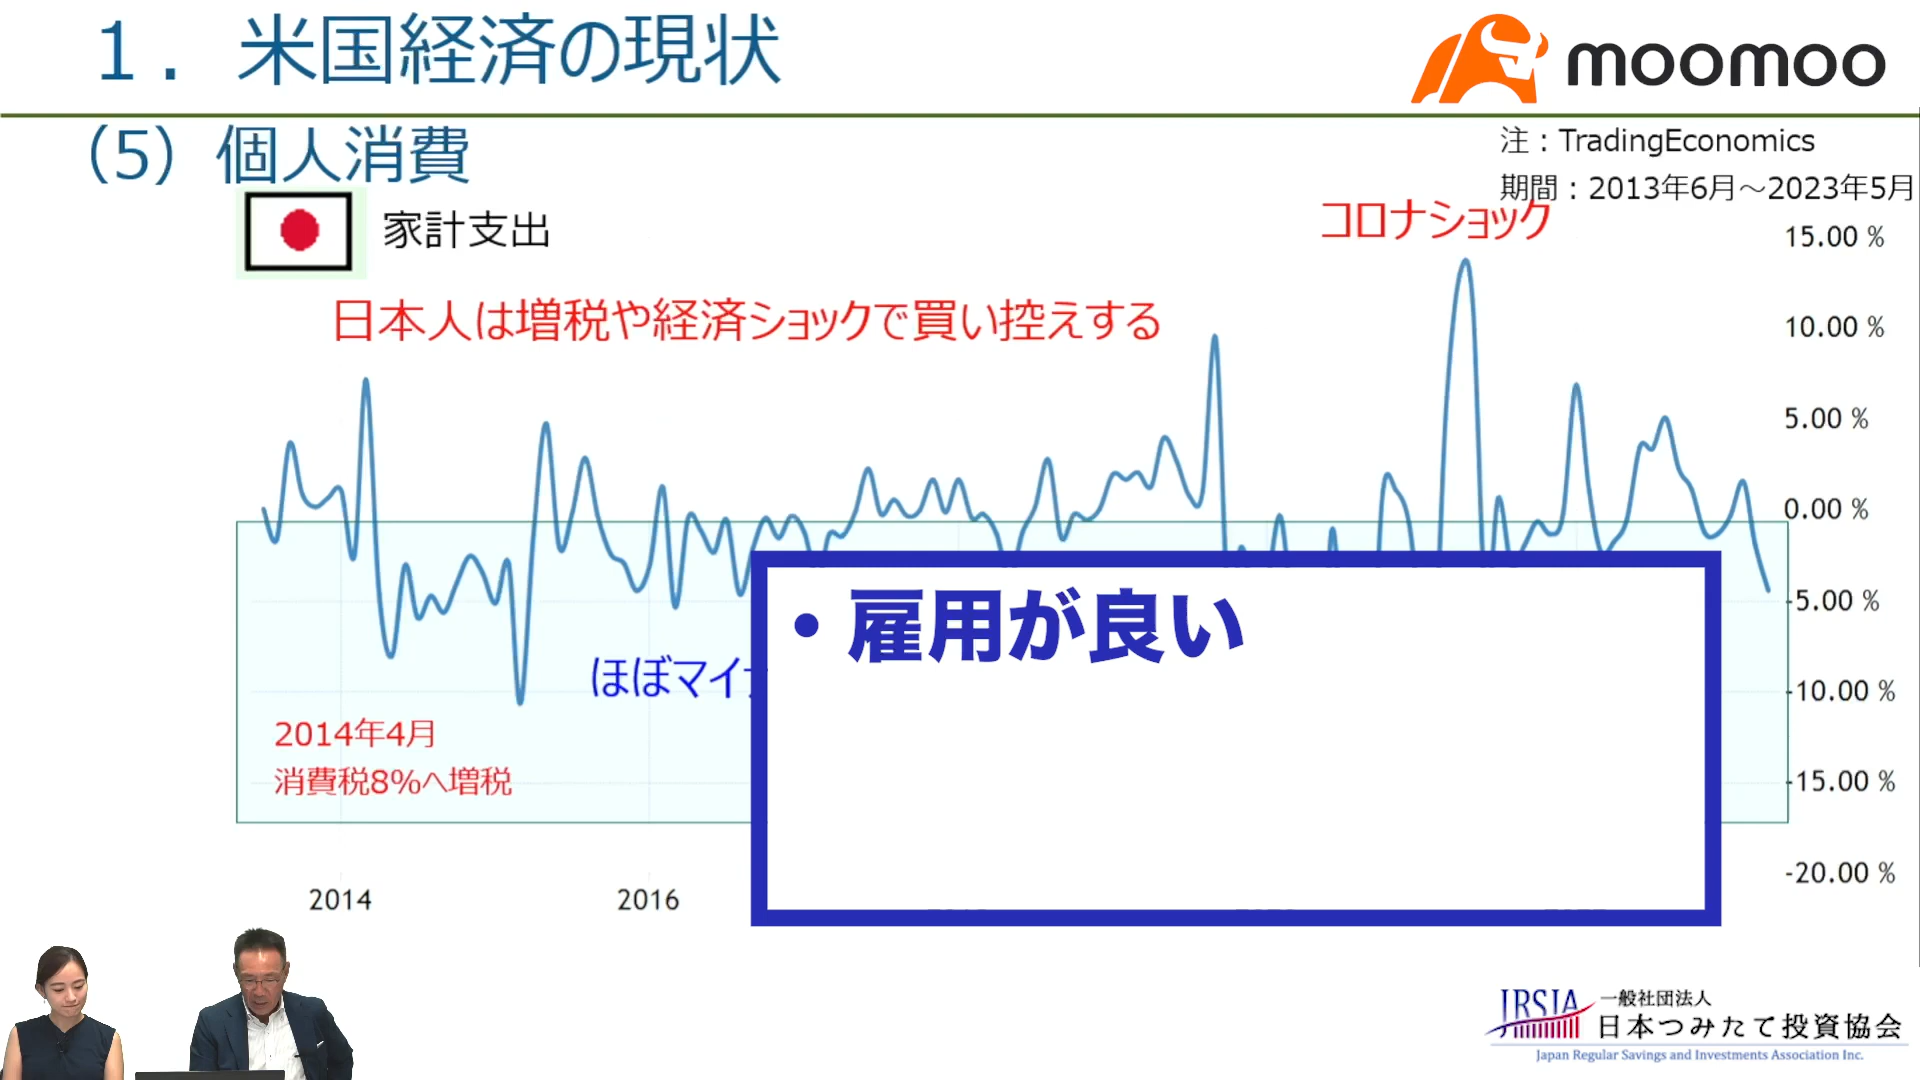 1．米国経済の現状
moomoo
（5）個人消費
注：TradingEconomics
期間：2013年6月～2023年5月
家計支出
コロナショック
日本人は増税や経済ショックで買い控えする
15.00 %
10.00 %
5.00 %
0.00 %
-5.00 %
-10.00 %
-15.00 %
-20.00 %
・雇用が良い
ほぼマイ
2014年4月
消費税8%へ増税
2014
2016
JRSIA 一般社団法人
日本つみたて投資協会
Japan Regular Savings and Investments Association Inc.